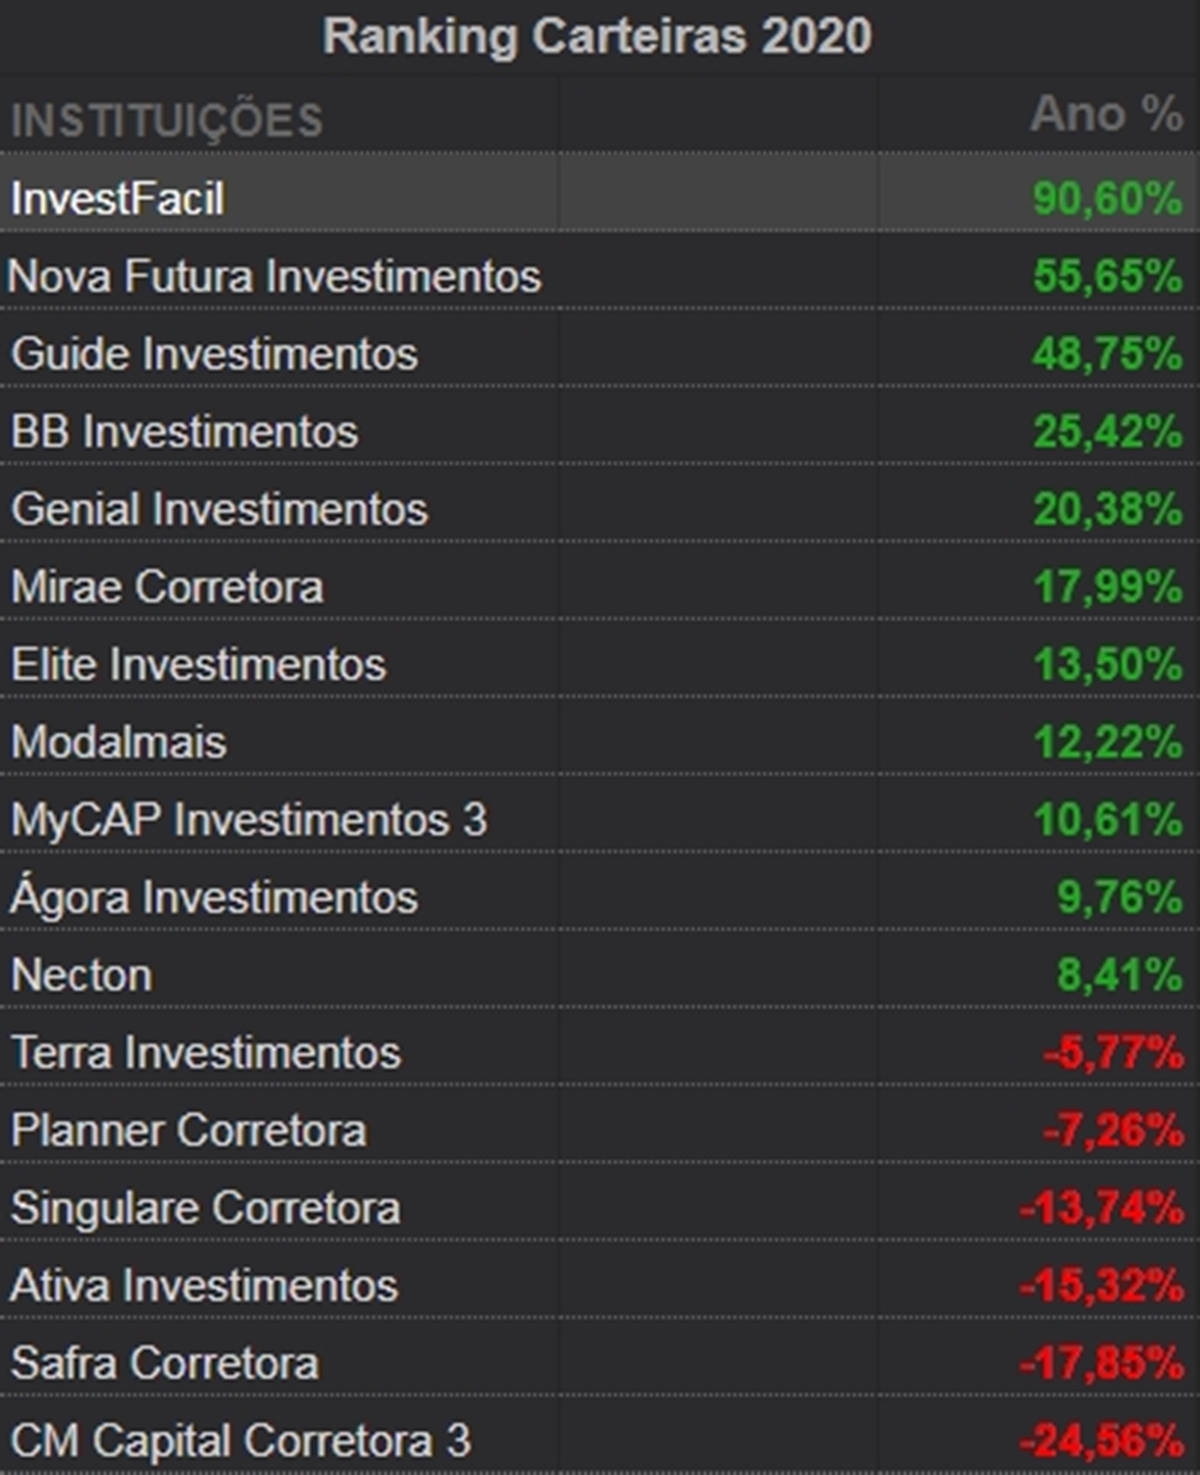 Ranking Carteiras 2020
INSTITUIÇÕES Ano %
InvestFacil 90,60%
Nova Futura Investimentos 55,65%
Guide Investimentos 48,75%
BB Investimentos 25,42%
Genial Investimentos 20,38%
Mirae Corretora 17,99%
Elite Investimentos 13,50%
Modalmais 12,22%
MyCAP Investimentos 3 10,61%
Ágora Investimentos 9,76%
Necton 8,41%
Terra Investimentos -5,77%
Planner Corretora -7,26%
Singulare Corretora -13,74%
Ativa Investimentos -15,32%
Safra Corretora -17,85%
CM Capital Corretora 3 -24,56%